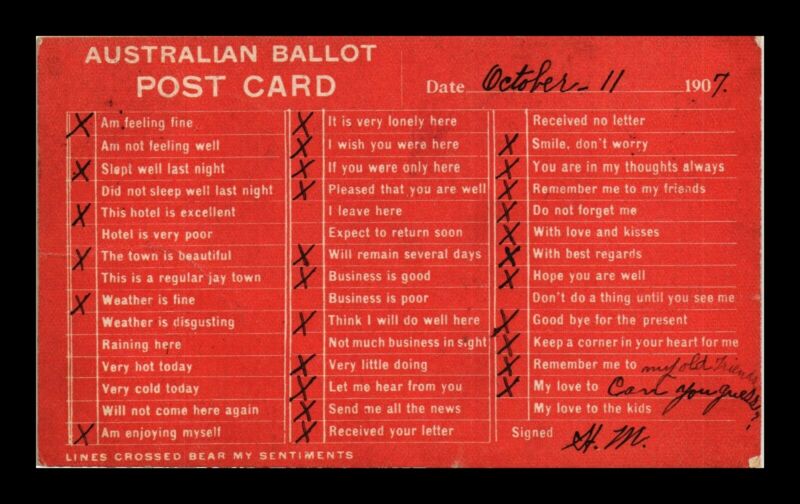 AUSTRALIAN BALLOT
POST CARD
Date October - 11 1907.
X Am feeling fine
Am not feeling well
X Slept well last night
Did not sleep well last night
X This hotel is excellent
Hotel is very poor
X The town is beautiful
This is a regular jay town
X Weather is fine
Weather is disgusting
Raining here
Very hot today
Very cold today
Will not come here again
X Am enjoying myself
LINES CROSSED BEAR MY SENTIMENTS
X It is very lonely here
X I wish you were here
X If you were only here
X Pleased that you are well
I leave here
Expect to return soon
X Will remain several days
X Business is good
Business is poor
X Think I will do well here
Not much business in sight
X Very little doing
X Let me hear from you
X Send me all the news
X Received your letter
Received no letter
X Smile, don't worry
X You are in my thoughts always
X Remember me to my friends
X Do not forget me
X With love and kisses
X With best regards
X Hope you are well
Don't do a thing until you see me
X Good bye for the present
X Keep a corner in your heart for me
X Remember me to my old friends
X My love to Can you guess?
My love to the kids
Signed H. M.